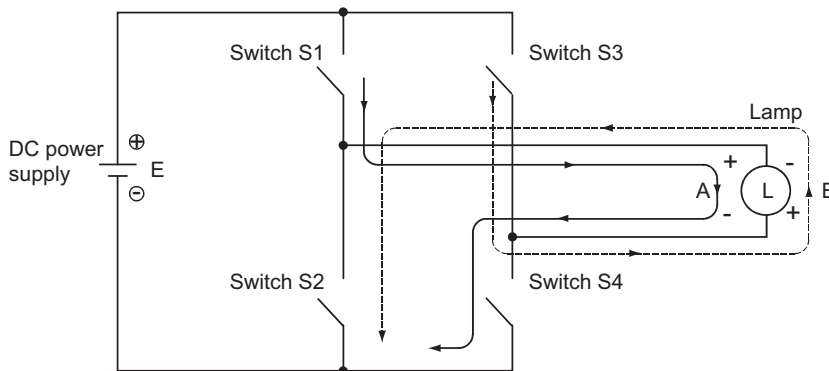 Switch S1
Switch S3
Lamp
DC power
supply
⊕
E
⊖
+
-
A
-
L
+
B
Switch S2
Switch S4